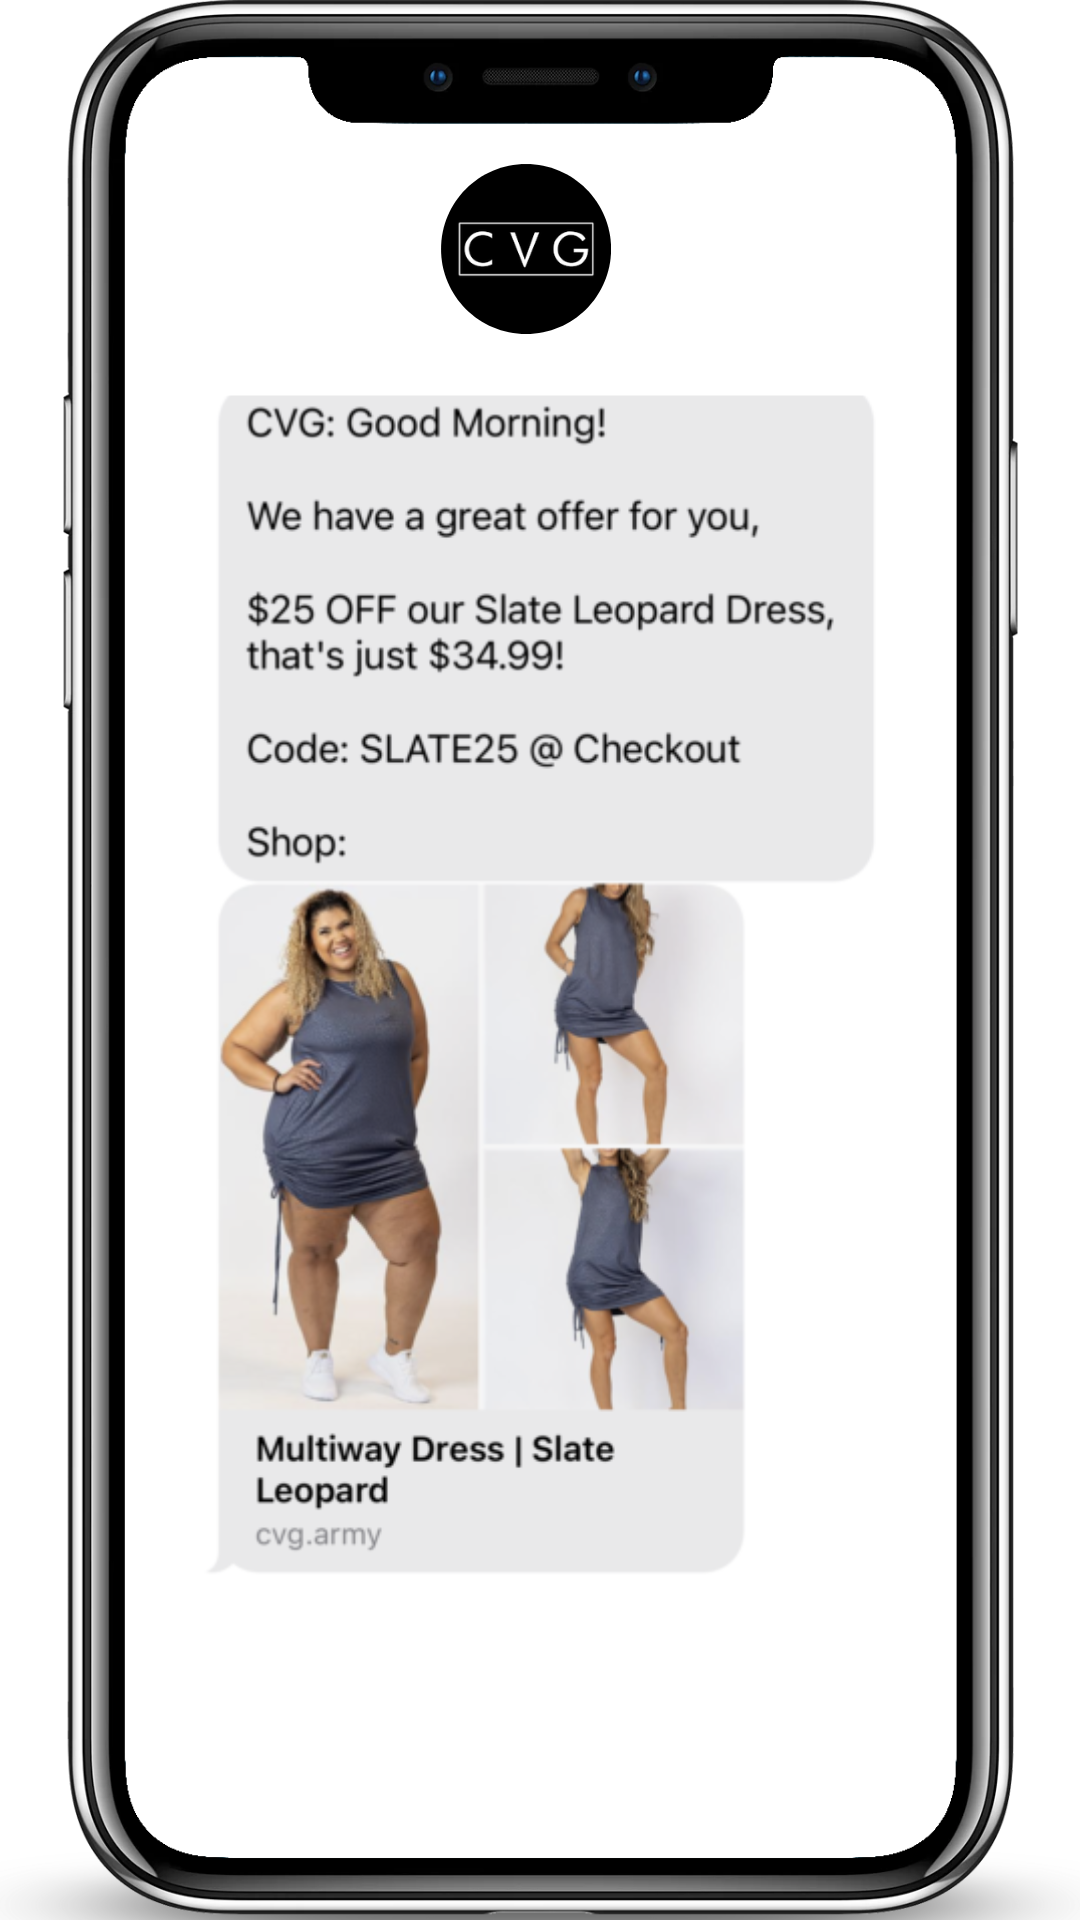 CVG
CVG: Good Morning!
We have a great offer for you,
$25 OFF our Slate Leopard Dress,
that's just $34.99!
Code: SLATE25 @ Checkout
Shop:
Multiway Dress | Slate
Leopard
cvg.army